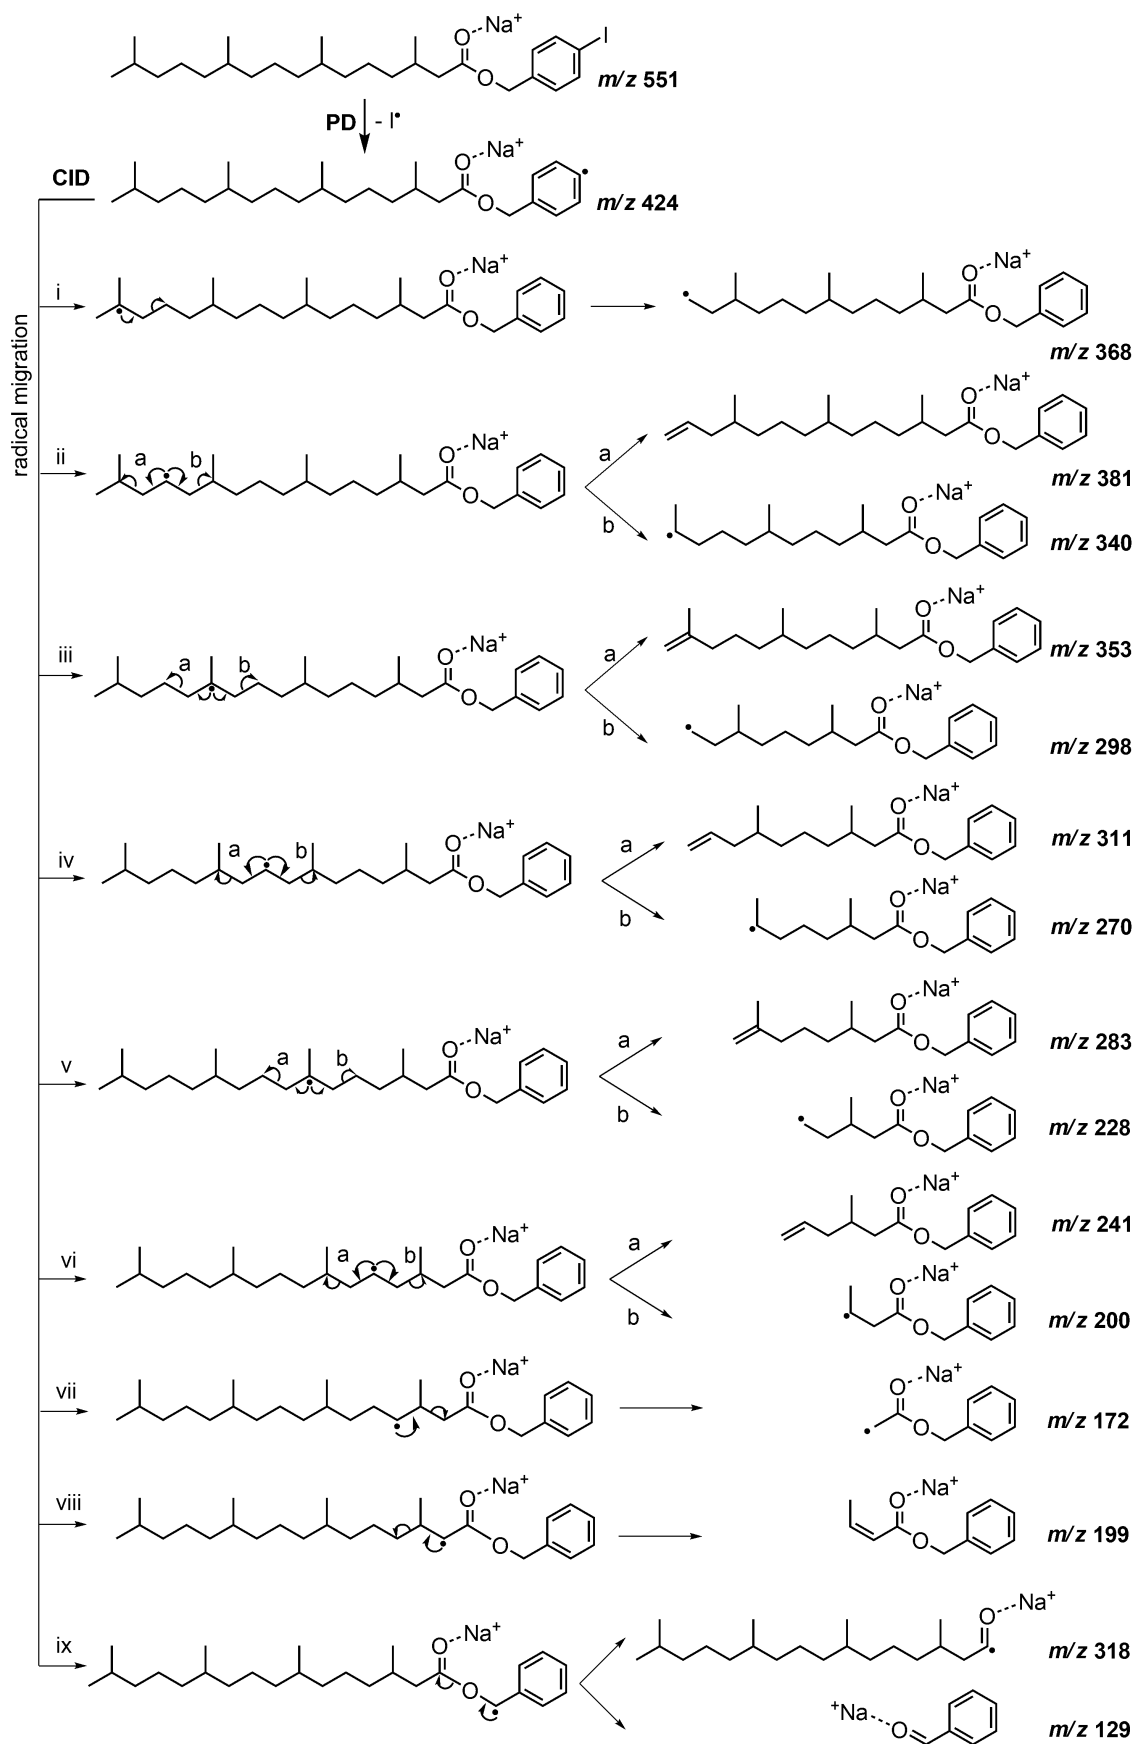 O---Na+
I
O
m/z 551
PD
- I•
O---Na+
CID
O
m/z 424
radical migration
i
O---Na+
O
O---Na+
O
m/z 368
ii
a
b
O---Na+
O
a
b
O---Na+
O
m/z 381
O---Na+
O
m/z 340
iii
a
b
O---Na+
O
a
b
O---Na+
O
m/z 353
O---Na+
O
m/z 298
iv
a
b
O---Na+
O
a
b
O---Na+
O
m/z 311
O---Na+
O
m/z 270
v
a
b
O---Na+
O
a
b
O---Na+
O
m/z 283
O---Na+
O
m/z 228
vi
a
b
O---Na+
O
a
b
O---Na+
O
m/z 241
O---Na+
O
m/z 200
vii
O---Na+
O
O---Na+
O
m/z 172
viii
O---Na+
O
O---Na+
O
m/z 199
ix
O---Na+
O
O---Na+
m/z 318
+Na---O
m/z 129